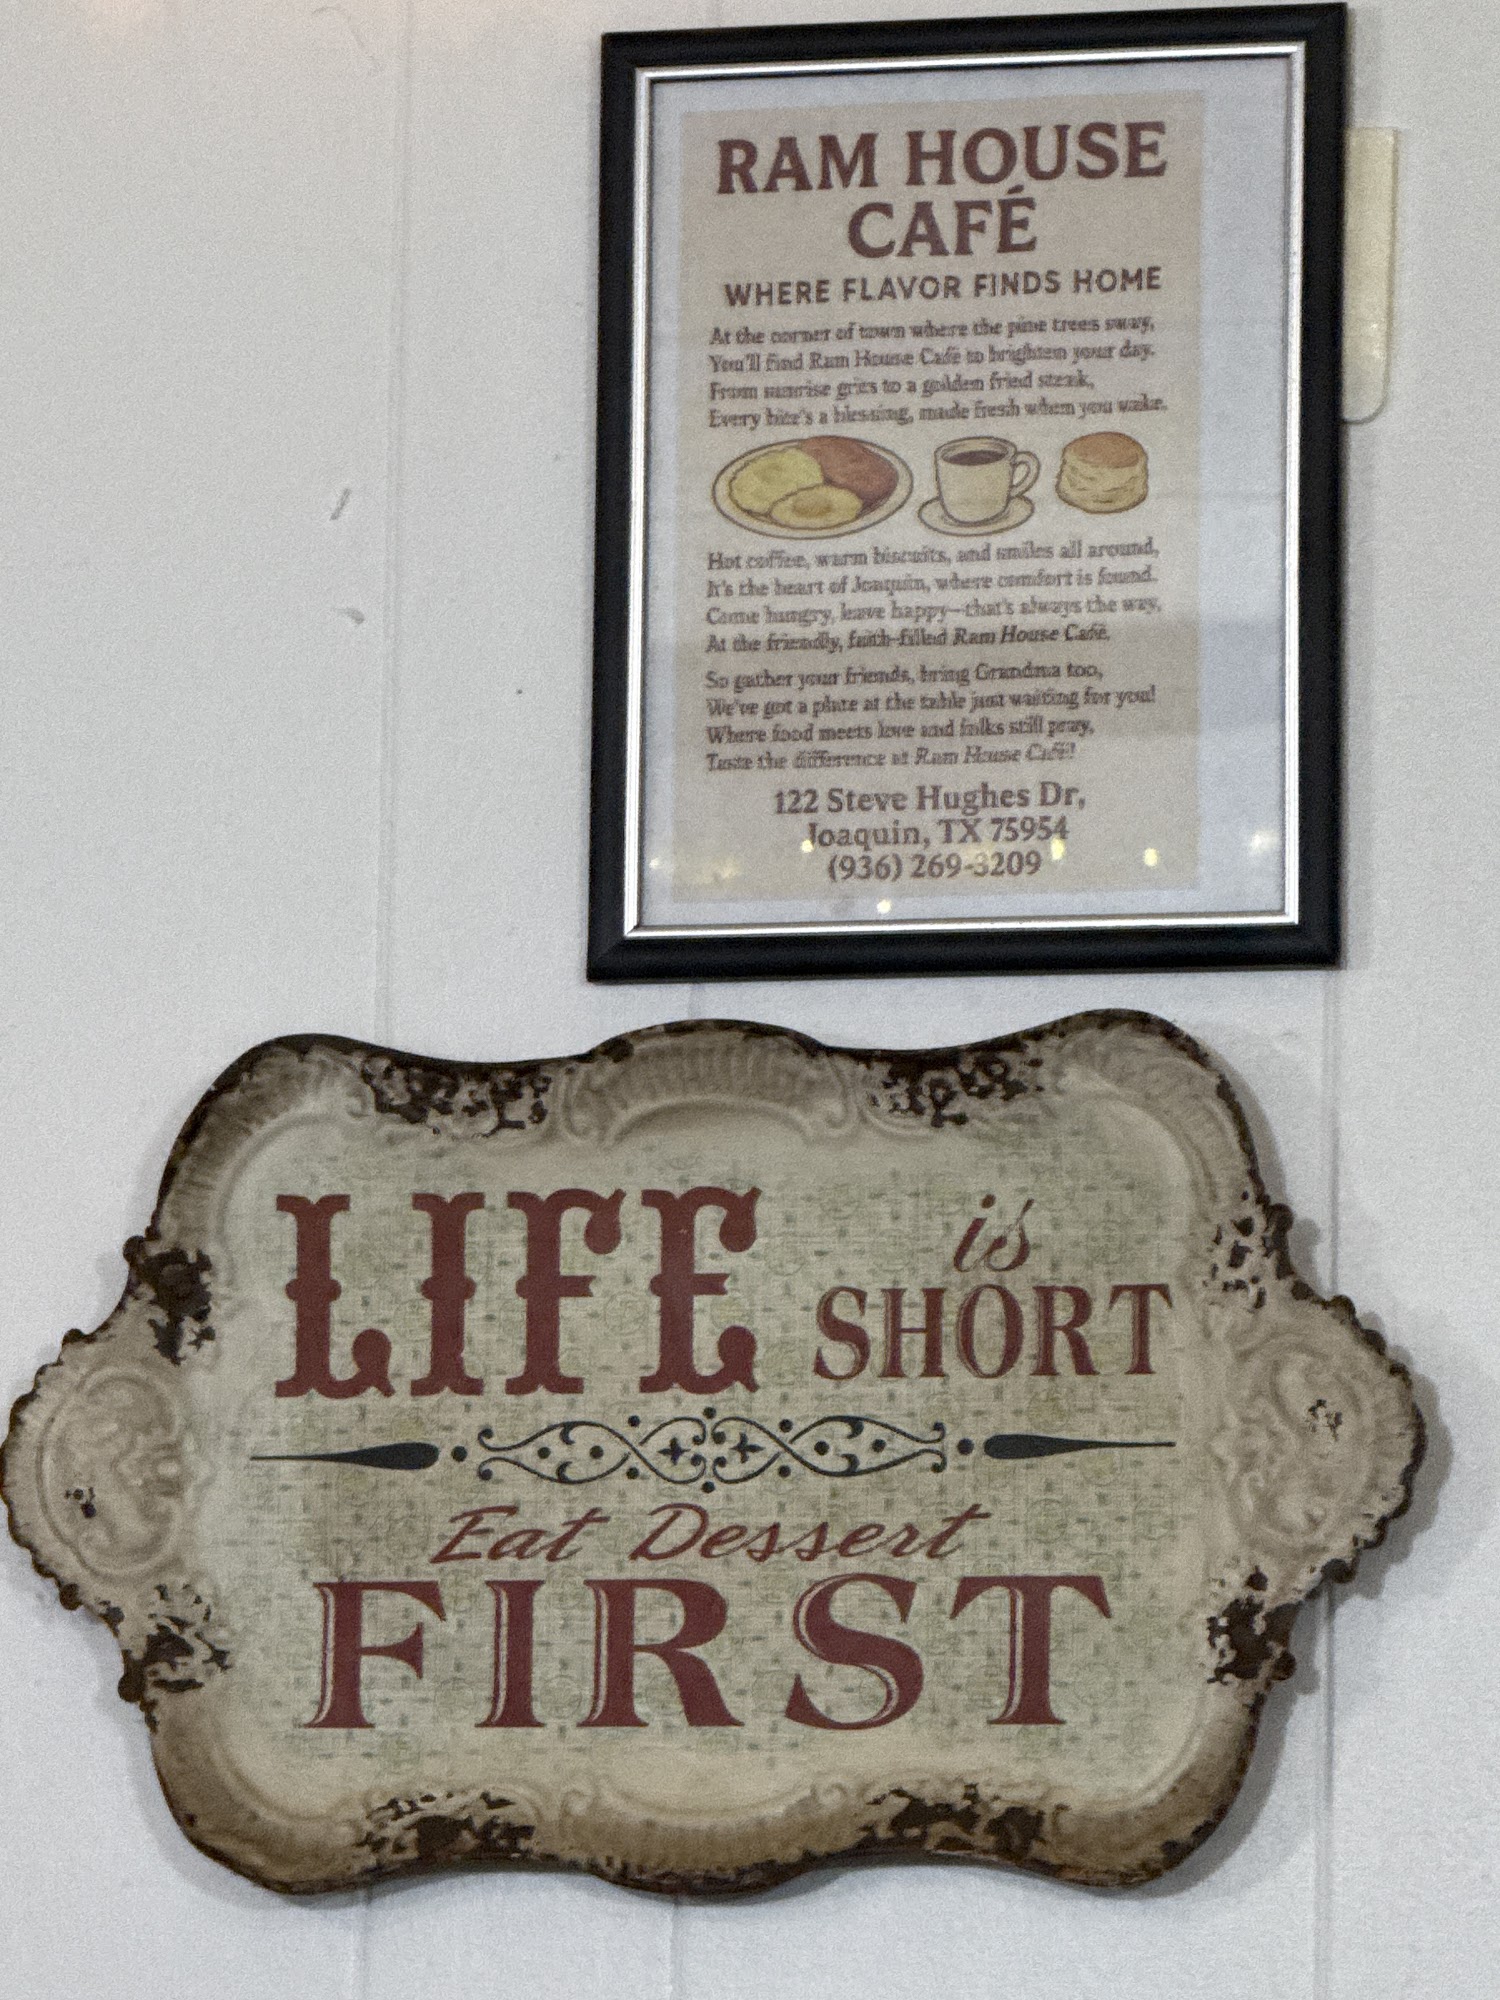 RAM HOUSE
CAFÉ
WHERE FLAVOR FINDS HOME
At the corner of town where the pine trees sway,
You'll find Ram House Café to brighten your day.
From sunrise grits to a golden fried steak,
Every bite's a blessing, made fresh when you wake.
Hot coffee, warm biscuits, and smiles all around,
It's the heart of Joaquin, where comfort is found.
Come hungry, leave happy—that's always the way,
At the friendly, faith-filled Ram House Café.
So gather your friends, bring Grandma too,
We've got a plate at the table just waiting for you!
Where food meets love and folks still pray,
Taste the difference at Ram House Café!
122 Steve Hughes Dr,
Joaquin, TX 75954
(936) 269-3209
LIFE is
SHORT
Eat Dessert
FIRST